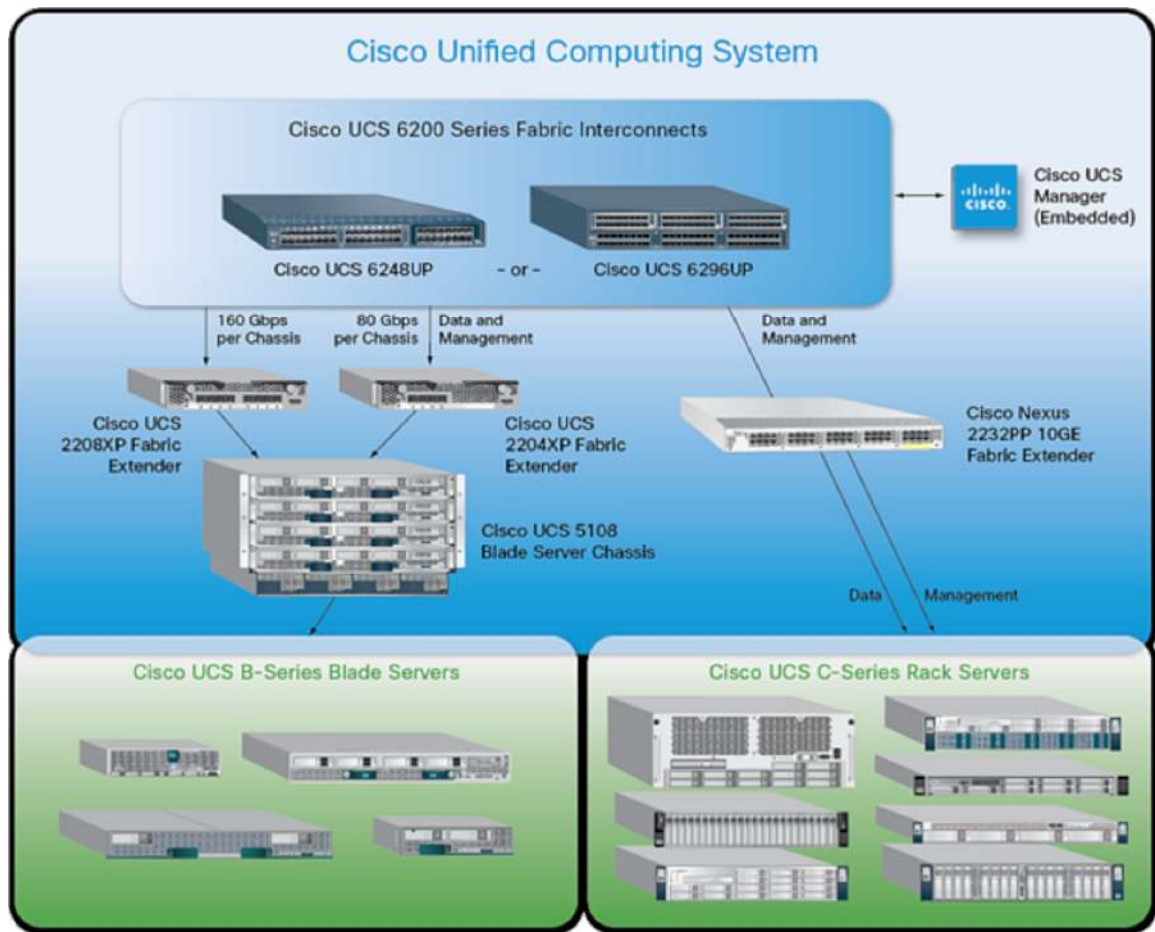 Cisco Unified Computing System
Cisco UCS 6200 Series Fabric Interconnects
Cisco UCS 6248UP
- or -
Cisco UCS 6296UP
CISCO
Cisco UCS
Manager
(Embedded)
160 Gbps
per Chassis
80 Gbps
per Chassis
Data and
Management
Data and
Management
Cisco UCS
2208XP Fabric
Extender
Cisco UCS
2204XP Fabric
Extender
Cisco Nexus
2232PP 10GE
Fabric Extender
Cisco UCS 5108
Blade Server Chassis
Data
Management
Cisco UCS B-Series Blade Servers
Cisco UCS C-Series Rack Servers